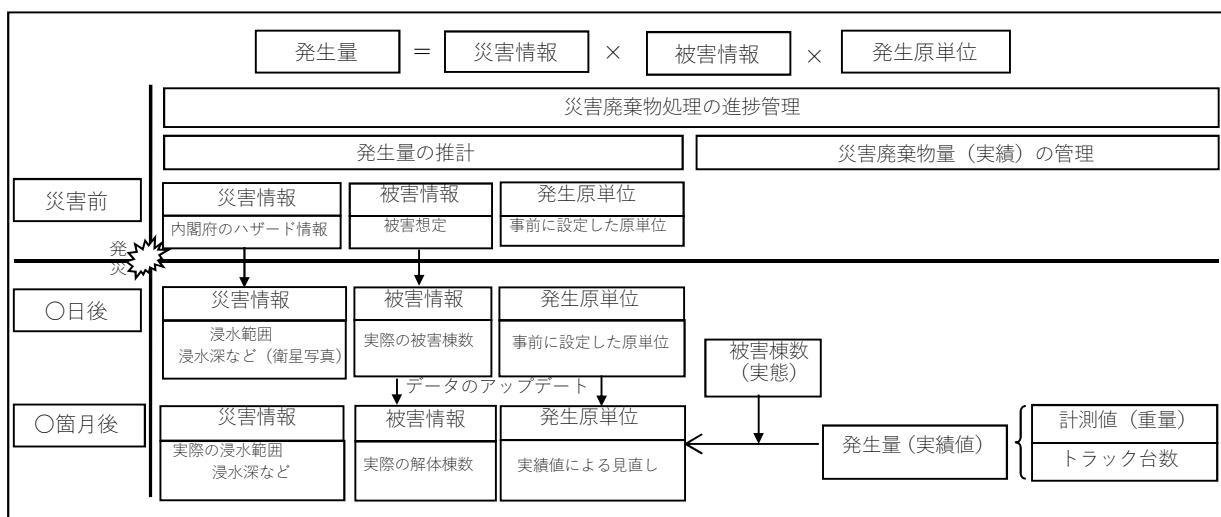 発生量 = 災害情報 × 被害情報 × 発生原単位
災害廃棄物処理の進捗管理
発生量の推計
災害廃棄物量（実績）の管理
災害前
災害情報
内閣府のハザード情報
被害情報
被害想定
発生原単位
事前に設定した原単位
発災
〇日後
災害情報
浸水範囲
浸水深など（衛星写真）
被害情報
実際の被害棟数
発生原単位
事前に設定した原単位
被害棟数
（実態）
データのアップデート
〇箇月後
災害情報
実際の浸水範囲
浸水深など
被害情報
実際の解体棟数
発生原単位
実績値による見直し
発生量（実績値）
計測値（重量）
トラック台数